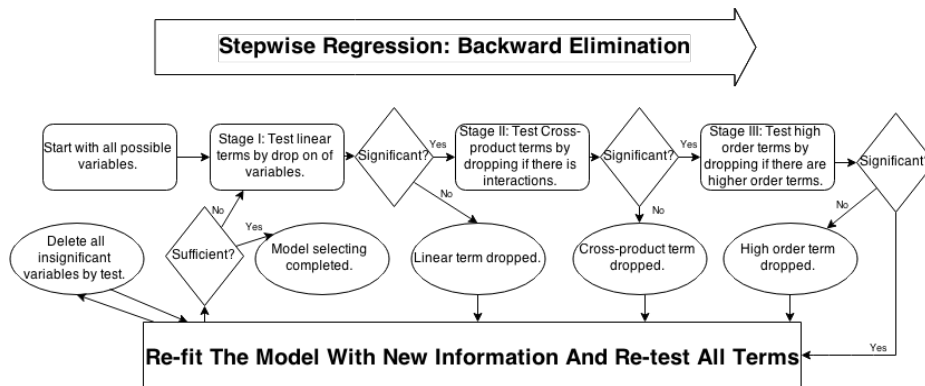 Stepwise Regression: Backward Elimination
Start with all possible
variables.
Stage I: Test linear
terms by drop on of
variables.
Significant?
Yes
Stage II: Test Cross-
product terms by
dropping if there is
interactions.
Significant?
Yes
Stage III: Test high
order terms by
dropping if there are
higher order terms.
Significant?
No
No
No
No
Yes
Delete all
insignificant
variables by test.
Sufficient?
Model selecting
completed.
Linear term dropped.
Cross-product term
dropped.
High order term
dropped.
Yes
Re-fit The Model With New Information And Re-test All Terms